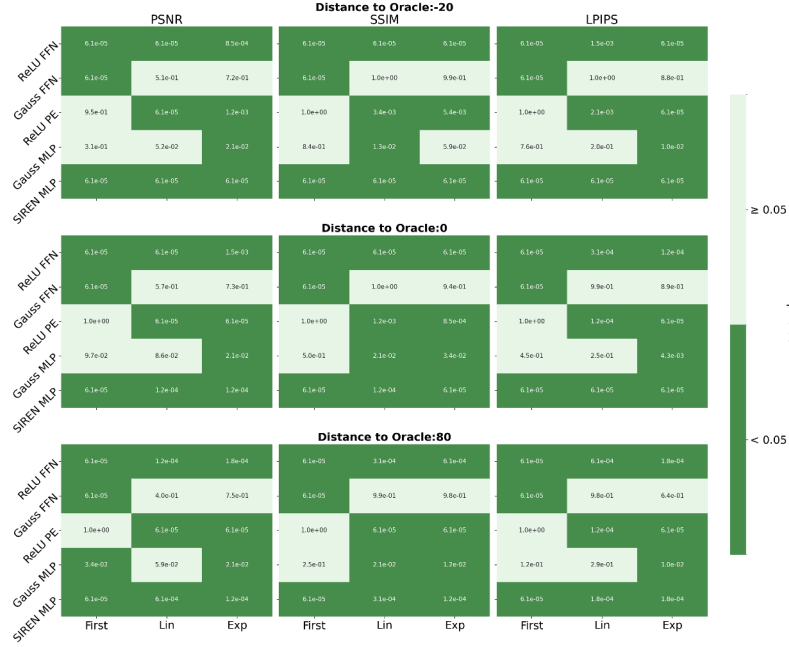 Distance to Oracle:-20
PSNR SSIM LPIPS
ReLU FFN 6.1e-05 6.1e-05 8.5e-04 6.1e-05 6.1e-05 6.1e-05 6.1e-05 1.5e-03 6.1e-05
Gauss FFN 6.1e-05 5.1e-01 7.2e-01 6.1e-05 1.0e+00 9.9e-01 6.1e-05 1.0e+00 8.8e-01
ReLU PE 9.5e-01 6.1e-05 1.2e-03 1.0e+00 3.4e-03 5.4e-03 1.0e+00 2.1e-03 6.1e-05
Gauss MLP 3.1e-01 5.2e-02 2.1e-02 8.4e-01 1.3e-02 5.9e-02 7.6e-01 2.0e-01 1.0e-02
SIREN MLP 6.1e-05 6.1e-05 6.1e-05 6.1e-05 6.1e-05 6.1e-05 6.1e-05 6.1e-05 6.1e-05
Distance to Oracle:0
ReLU FFN 6.1e-05 6.1e-05 1.5e-03 6.1e-05 6.1e-05 6.1e-05 6.1e-05 3.1e-04 1.2e-04
Gauss FFN 6.1e-05 5.7e-01 7.3e-01 6.1e-05 1.0e+00 9.4e-01 6.1e-05 9.9e-01 8.9e-01
ReLU PE 1.0e+00 6.1e-05 6.1e-05 1.0e+00 1.2e-03 8.5e-04 1.0e+00 1.2e-04 6.1e-05
Gauss MLP 9.7e-02 8.6e-02 2.1e-02 5.0e-01 2.1e-02 3.4e-02 4.5e-01 2.5e-01 4.3e-03
SIREN MLP 6.1e-05 1.2e-04 1.2e-04 6.1e-05 1.2e-04 6.1e-05 6.1e-05 6.1e-05 6.1e-05
Distance to Oracle:80
ReLU FFN 6.1e-05 1.2e-04 1.8e-04 6.1e-05 3.1e-04 6.1e-05 6.1e-05 6.1e-04 1.8e-04
Gauss FFN 6.1e-05 4.0e-01 7.5e-01 6.1e-05 9.9e-01 9.8e-01 6.1e-05 9.8e-01 6.4e-01
ReLU PE 1.0e+00 6.1e-05 6.1e-05 1.0e+00 6.1e-05 6.1e-05 1.0e+00 1.2e-04 6.1e-05
Gauss MLP 3.4e-02 5.9e-02 2.1e-02 2.5e-01 2.1e-02 1.2e-02 1.2e-01 2.9e-01 1.0e-02
SIREN MLP 6.1e-05 6.1e-04 1.2e-04 6.1e-05 3.1e-04 1.2e-04 6.1e-05 1.8e-04 1.8e-04
First Lin Exp First Lin Exp First Lin Exp
≥ 0.05
< 0.05